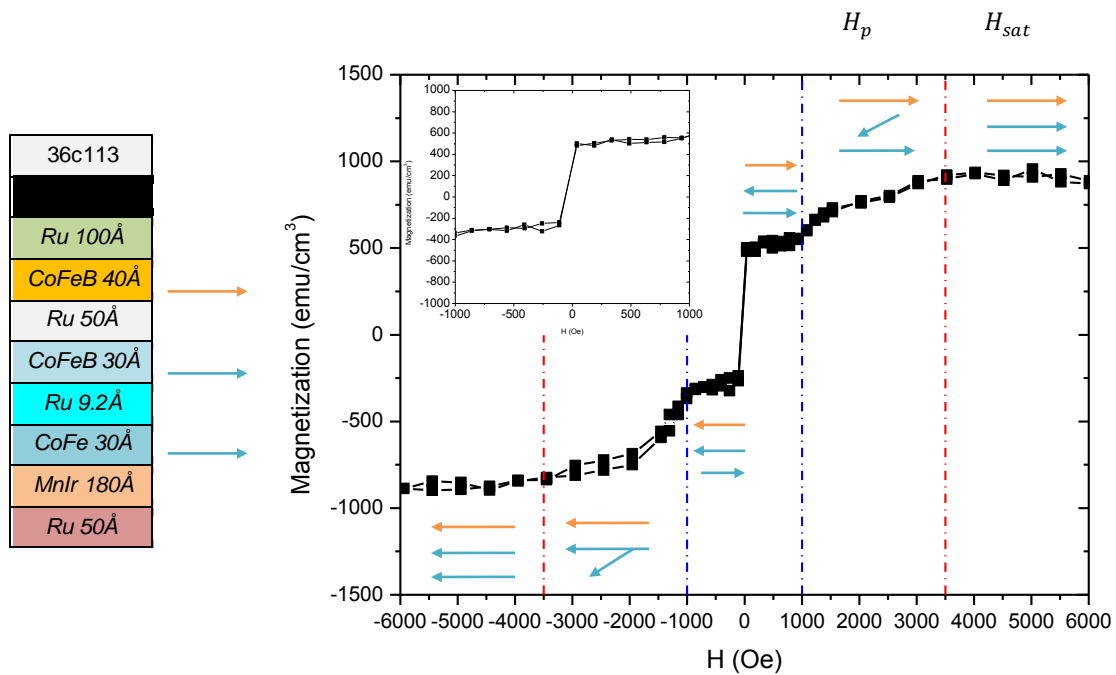 H_p H_sat
36c113
Ru 100Å
CoFeB 40Å
Ru 50Å
CoFeB 30Å
Ru 9.2Å
CoFe 30Å
MnIr 180Å
Ru 50Å
1500
1000
500
0
-500
-1000
-1500
Magnetization (emu/cm³)
-6000 -5000 -4000 -3000 -2000 -1000 0 1000 2000 3000 4000 5000 6000
H (Oe)
1000
800
600
400
200
0
-200
-400
-600
-800
-1000
Magnetization (emu/cm³)
-1000 -500 0 500 1000
H (Oe)